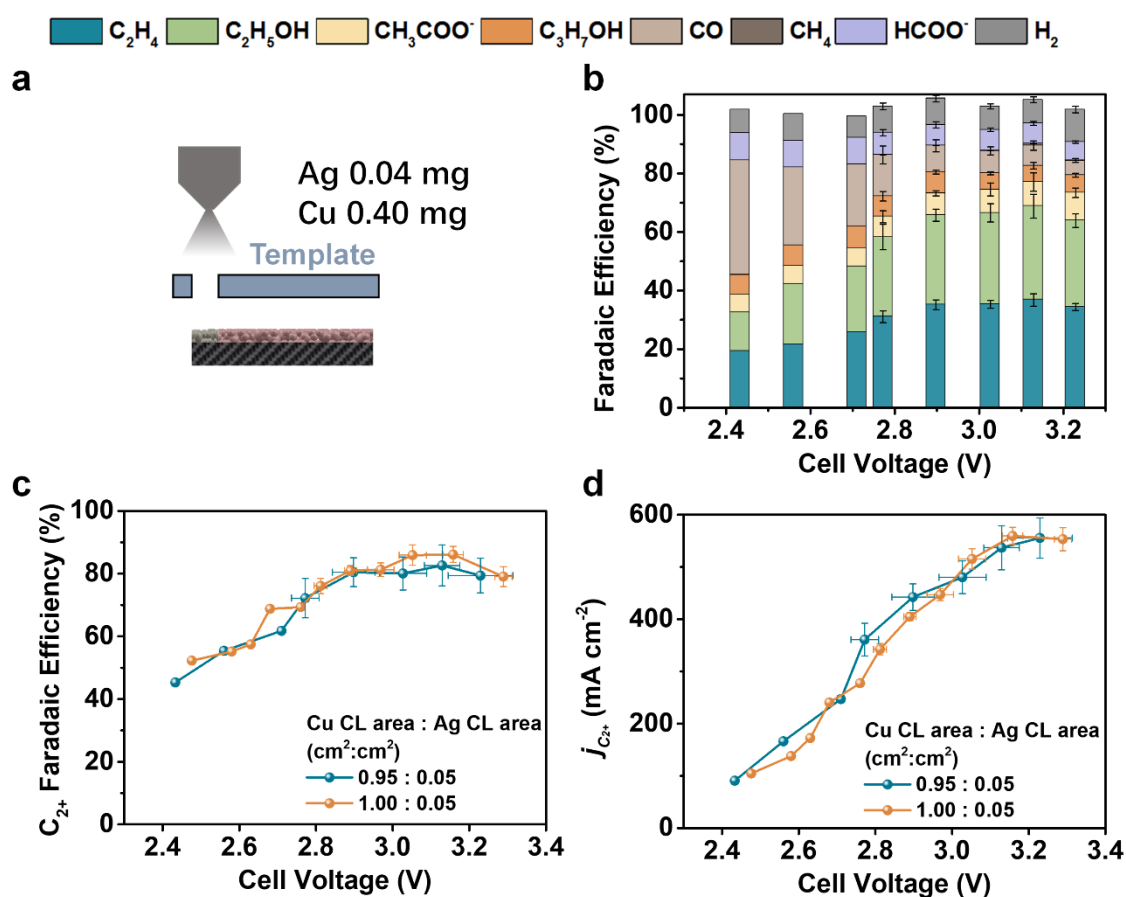 C₂H₄ C₂H₅OH CH₃COO⁻ C₃H₇OH CO CH₄ HCOO⁻ H₂
a
Ag 0.04 mg
Cu 0.40 mg
Template
b
Faradaic Efficiency (%)
100
80
60
40
20
0
2.4 2.6 2.8 3.0 3.2
Cell Voltage (V)
c
C₂₊ Faradaic Efficiency (%)
100
80
60
40
20
0
Cu CL area : Ag CL area
(cm²:cm²)
0.95 : 0.05
1.00 : 0.05
2.4 2.6 2.8 3.0 3.2 3.4
Cell Voltage (V)
d
j_C₂₊ (mA cm⁻²)
600
400
200
0
Cu CL area : Ag CL area
(cm²:cm²)
0.95 : 0.05
1.00 : 0.05
2.4 2.6 2.8 3.0 3.2 3.4
Cell Voltage (V)